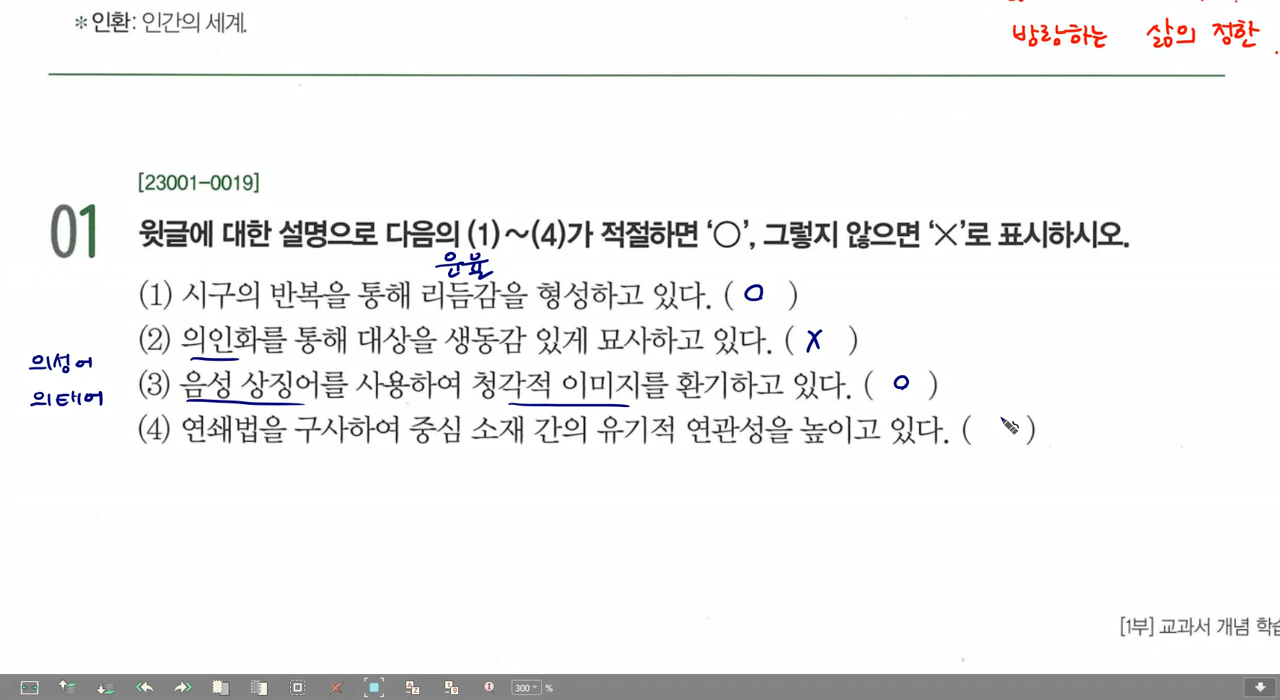 *인환: 인간의 세계.
방랑하는 삶의 정한.
[23001-0019]
01 윗글에 대한 설명으로 다음의 (1)~(4)가 적절하면 '○', 그렇지 않으면 '×'로 표시하시오.
운율
(1) 시구의 반복을 통해 리듬감을 형성하고 있다. ( O )
(2) 의인화를 통해 대상을 생동감 있게 묘사하고 있다. ( X )
의성어
(3) 음성 상징어를 사용하여 청각적 이미지를 환기하고 있다. ( O )
의태어
(4) 연쇄법을 구사하여 중심 소재 간의 유기적 연관성을 높이고 있다. ( )
[1부] 교과서 개념 학습
300 %